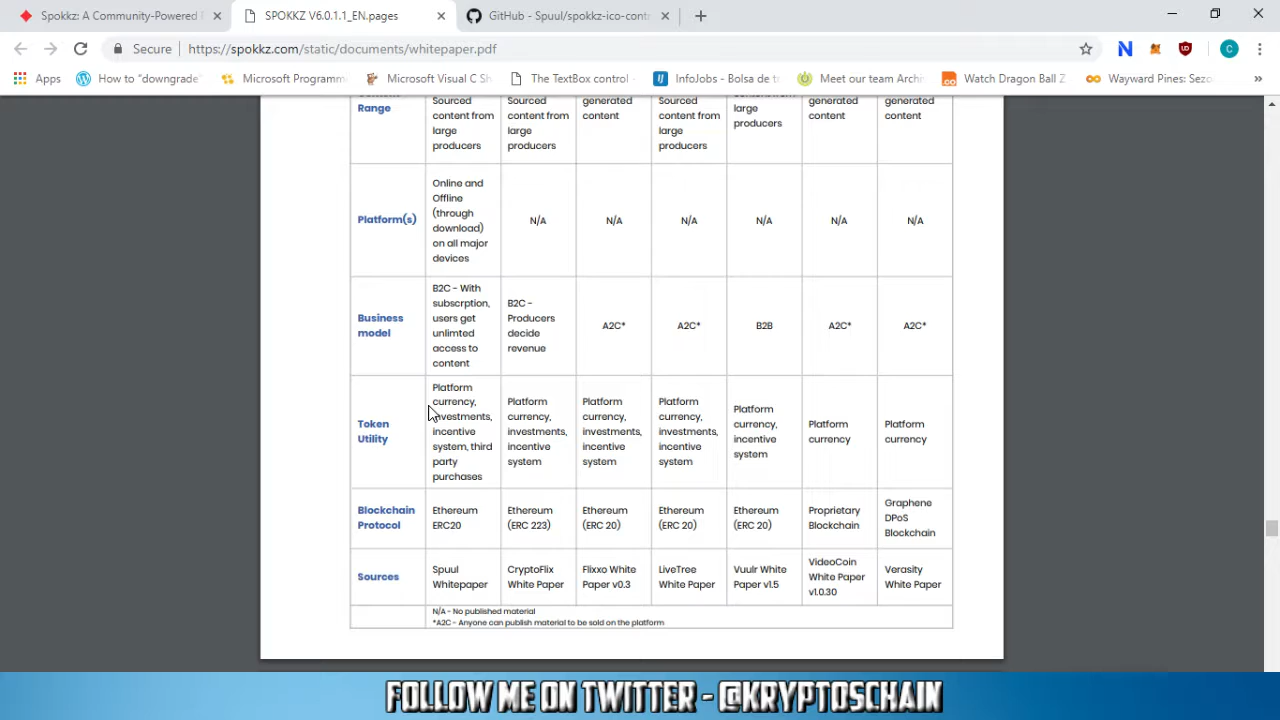 Spokkz: A Community-Powered
SPOKKZ V6.0.1.1_EN.pages
GitHub - Spuul/spokkz-ico-cont
Secure
https://spokkz.com/static/documents/whitepaper.pdf
C
Apps
How to “downgrade
Microsoft Programm
Microsoft Visual C Sh
The TextBox control
InfoJobs - Bolsa de t
Meet our team Archi
Watch Dragon Ball Z
Wayward Pines: Sezo
Range
Sourced
content from
large
producers
Sourced
content from
large
producers
generated
content
Sourced
content from
large
producers
large
producers
generated
content
generated
content
Platform(s)
Online and
Offline
(through
download)
on all major
devices
N/A
N/A
N/A
N/A
N/A
N/A
Business
model
B2C - With
subscrption,
users get
unlimted
access to
content
B2C -
Producers
decide
revenue
A2C*
A2C*
B2B
A2C*
A2C*
Token
Utility
Platform
currency,
investments,
incentive
system, third
party
purchases
Platform
currency,
investments,
incentive
system
Platform
currency,
investments,
incentive
system
Platform
currency,
investments,
incentive
system
Platform
currency,
incentive
system
Platform
currency
Platform
currency
Blockchain
Protocol
Ethereum
ERC20
Ethereum
(ERC 223)
Ethereum
(ERC 20)
Ethereum
(ERC 20)
Ethereum
(ERC 20)
Proprietary
Blockchain
Graphene
DPoS
Blockchain
Sources
Spuul
Whitepaper
CryptoFlix
White Paper
Flixxo White
Paper v0.3
LiveTree
White Paper
Vuulr White
Paper v1.5
VideoCoin
White Paper
v1.0.30
Verasity
White Paper
N/A - No published material
*A2C - Anyone can publish material to be sold on the platform
FOLLOW ME ON TWITTER - @KRYPTOSCHAIN